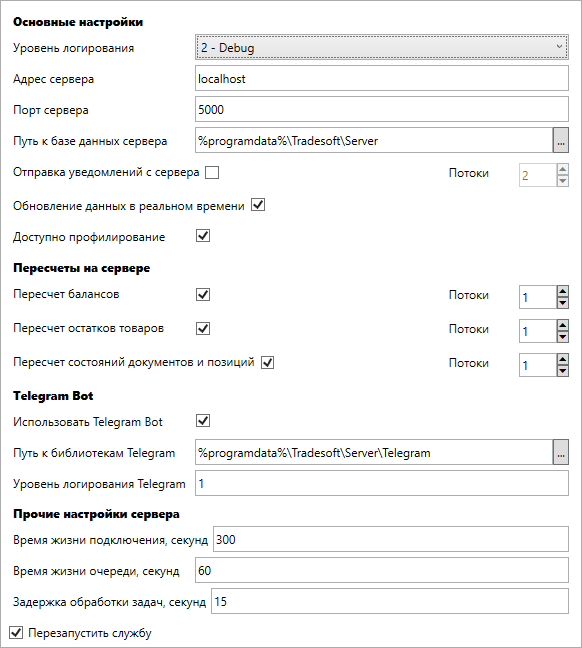 Основные настройки
Уровень логирования 2 - Debug
Адрес сервера localhost
Порт сервера 5000
Путь к базе данных сервера %programdata%\Tradesoft\Server ...
Отправка уведомлений с сервера Потоки 2
Обновление данных в реальном времени
Доступно профилирование
Пересчеты на сервере
Пересчет балансов Потоки 1
Пересчет остатков товаров Потоки 1
Пересчет состояний документов и позиций Потоки 1
Telegram Bot
Использовать Telegram Bot
Путь к библиотекам Telegram %programdata%\Tradesoft\Server\Telegram ...
Уровень логирования Telegram 1
Прочие настройки сервера
Время жизни подключения, секунд 300
Время жизни очереди, секунд 60
Задержка обработки задач, секунд 15
Перезапустить службу